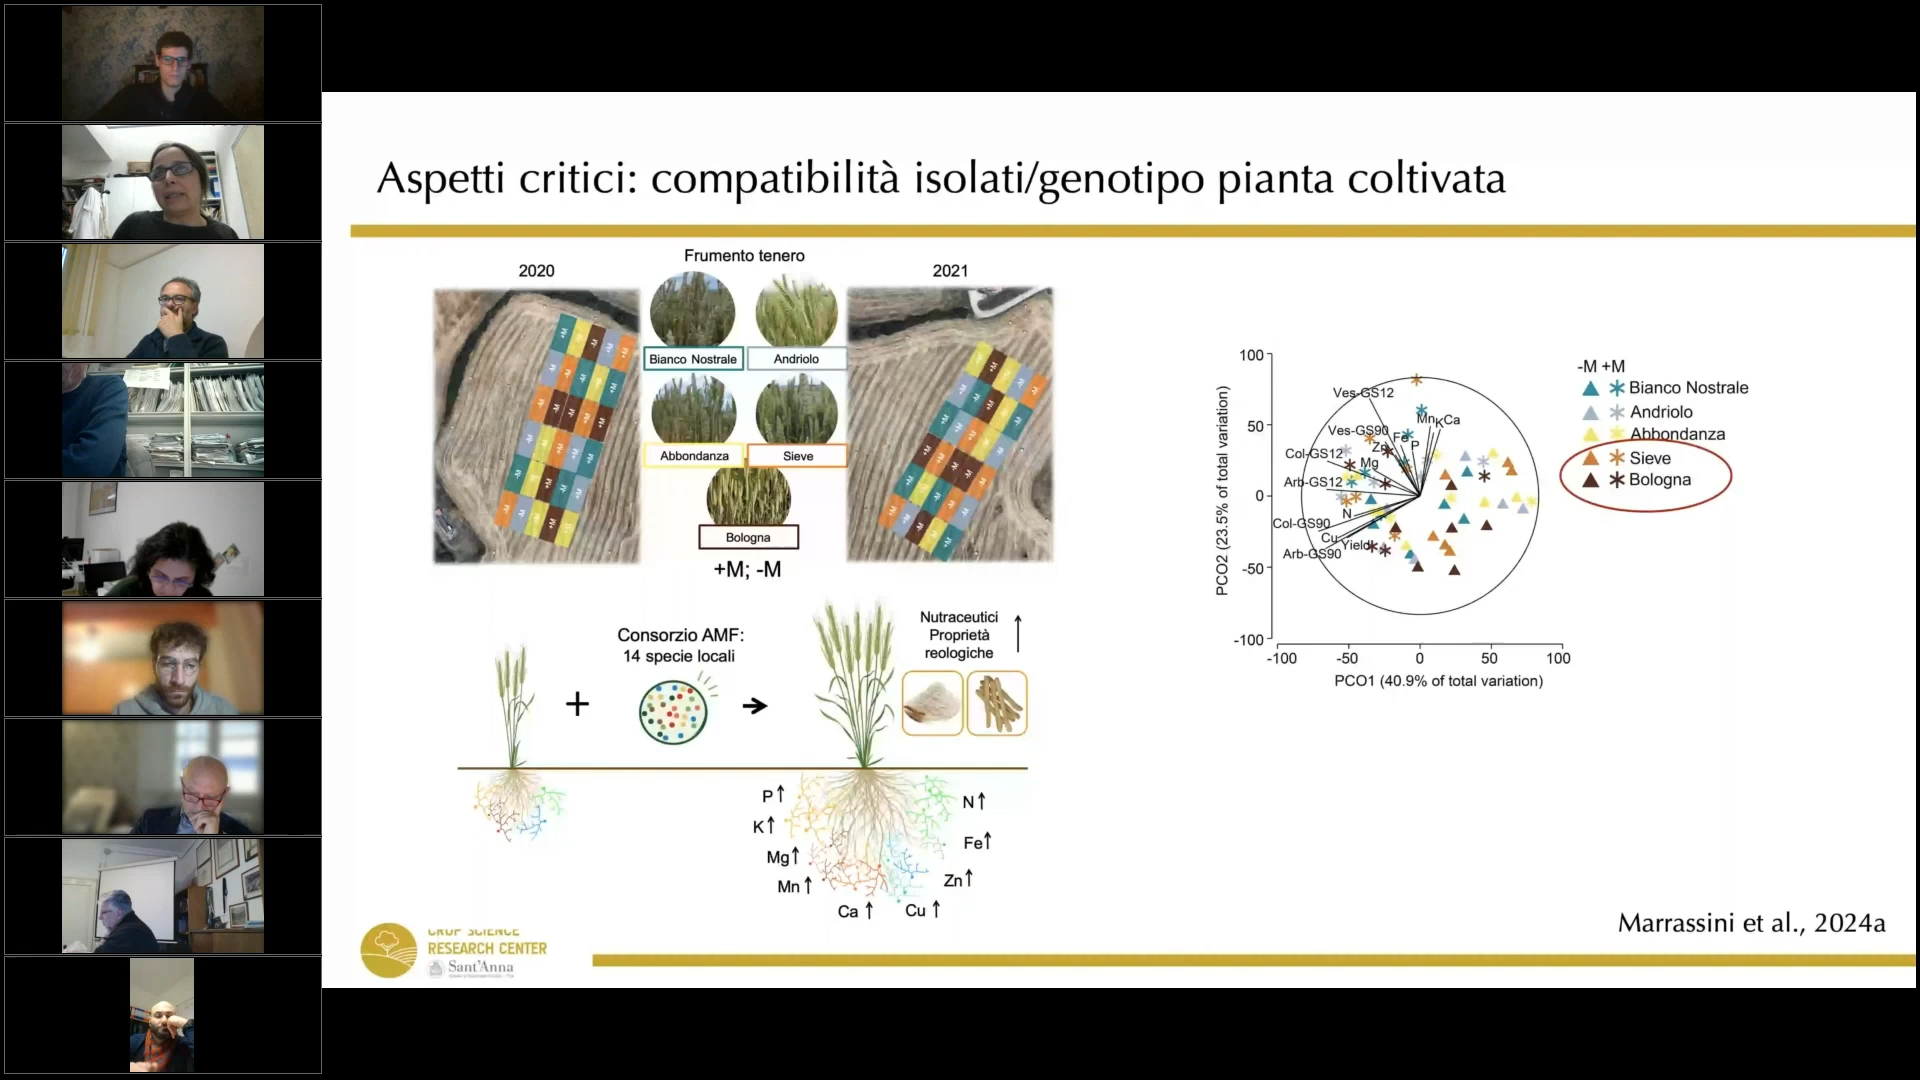 Aspetti critici: compatibilità isolati/genotipo pianta coltivata
2020
Frumento tenero
2021
Bianco Nostrale
Andriolo
Abbondanza
Sieve
Bologna
+M; -M
Consorzio AMF:
14 specie locali
+
Nutraceutici
Proprietà
reologiche
P↑
K↑
Mg↑
Mn↑
Ca↑
Cu↑
Zn↑
Fe↑
N↑
PCO2 (23.5% of total variation)
100
50
0
-50
-100
-100
-50
0
50
100
PCO1 (40.9% of total variation)
Ves-GS12
Ves-GS90
Col-GS12
Arb-GS12
Col-GS90
Arb-GS90
Mn
K
Ca
Fe
P
Zn
Mg
N
Cu
Yield
-M +M
Bianco Nostrale
Andriolo
Abbondanza
Sieve
Bologna
Marrassini et al., 2024a
CROP SCIENCE
RESEARCH CENTER
Sant'Anna